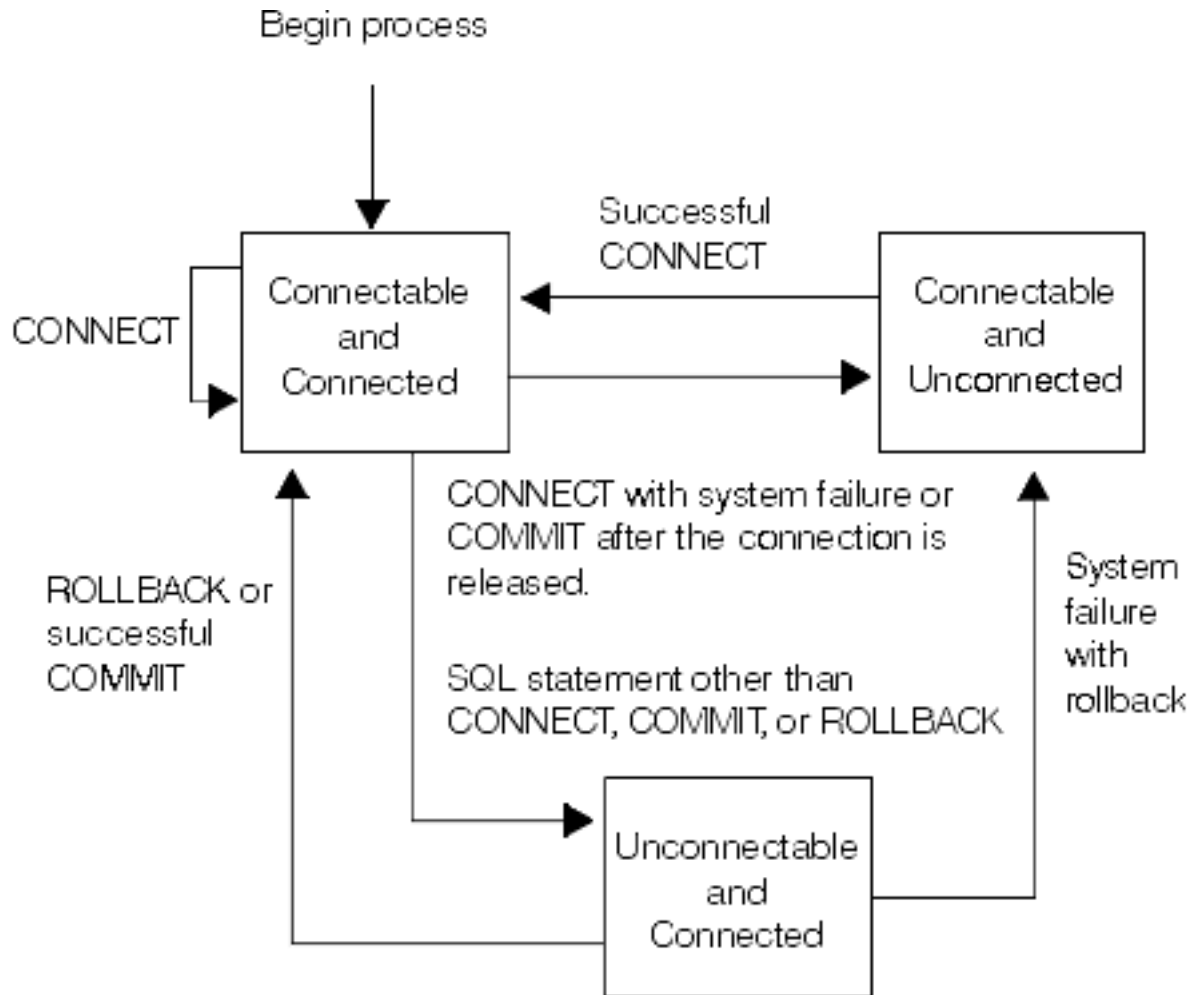 Begin process
Successful
CONNECT
Connectable
and
Connected
Connectable
and
Unconnected
CONNECT
CONNECT with system failure or
COMMIT after the connection is
released.
ROLLBACK or
successful
COMMIT
System
failure
with
rollback
SQL statement other than
CONNECT, COMMIT, or ROLLBACK
Unconnectable
and
Connected